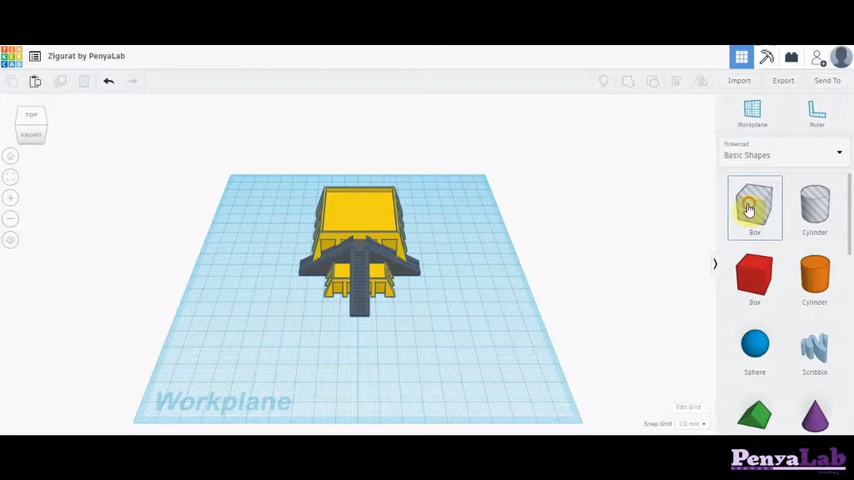 TIN
KER
CAD
Zigurat by PenyaLab
Import
Export
Send To
TOP
FRONT
Workplane
Ruler
Tinkercad
Basic Shapes
Box
Cylinder
Box
Cylinder
Sphere
Scribble
Workplane
Edit Grid
Snap Grid 1.0 mm
PenyaLab